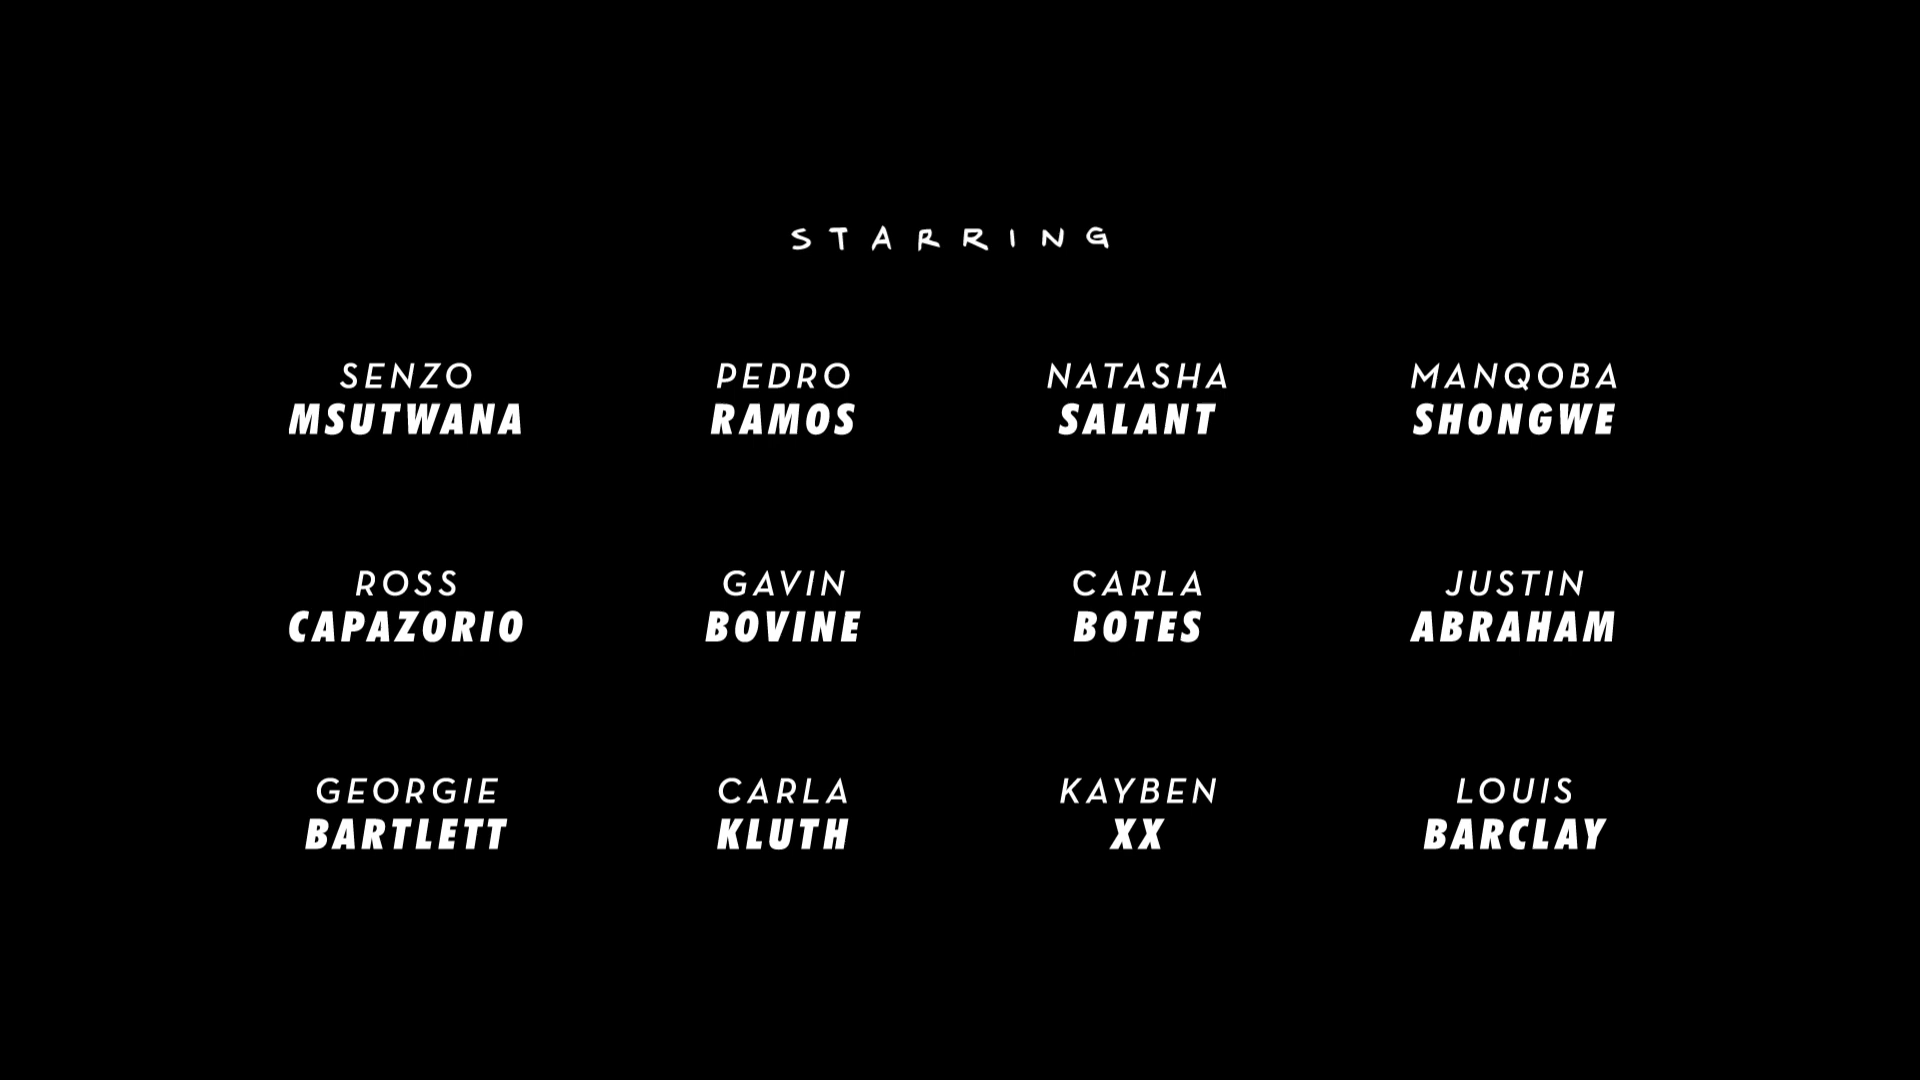 STARRING
SENZO PEDRO NATASHA MANQOBA
MSUTWANA RAMOS SALANT SHONGWE
ROSS GAVIN CARLA JUSTIN
CAPAZORIO BOVINE BOTES ABRAHAM
GEORGIE CARLA KAYBEN LOUIS
BARTLETT KLUTH XX BARCLAY